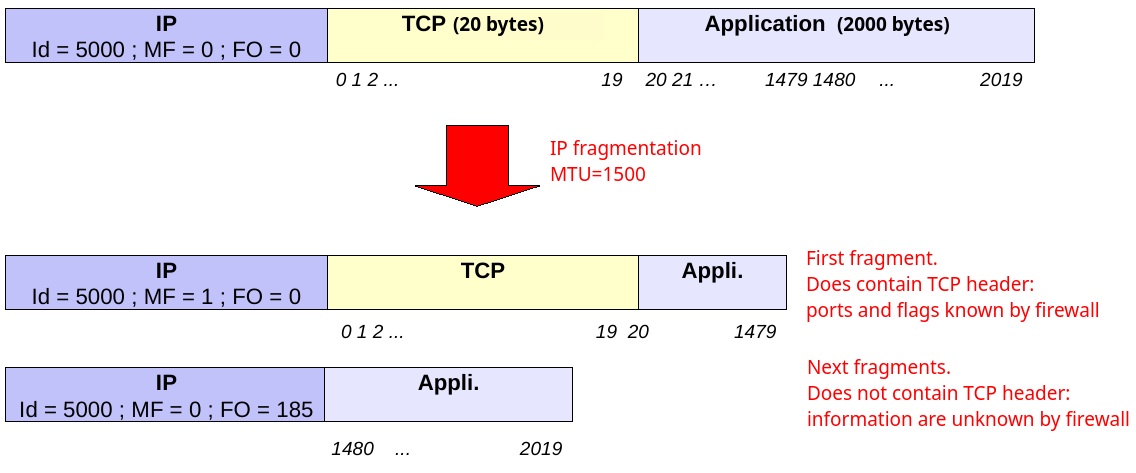 IP TCP (20 bytes) Application (2000 bytes)
Id = 5000 ; MF = 0 ; FO = 0
0 1 2 ... 19 20 21 ... 1479 1480 ... 2019
IP fragmentation
MTU=1500
IP TCP Appli.
Id = 5000 ; MF = 1 ; FO = 0
First fragment.
Does contain TCP header:
ports and flags known by firewall
0 1 2 ... 19 20 1479
IP Appli.
Id = 5000 ; MF = 0 ; FO = 185
Next fragments.
Does not contain TCP header:
information are unknown by firewall
1480 ... 2019